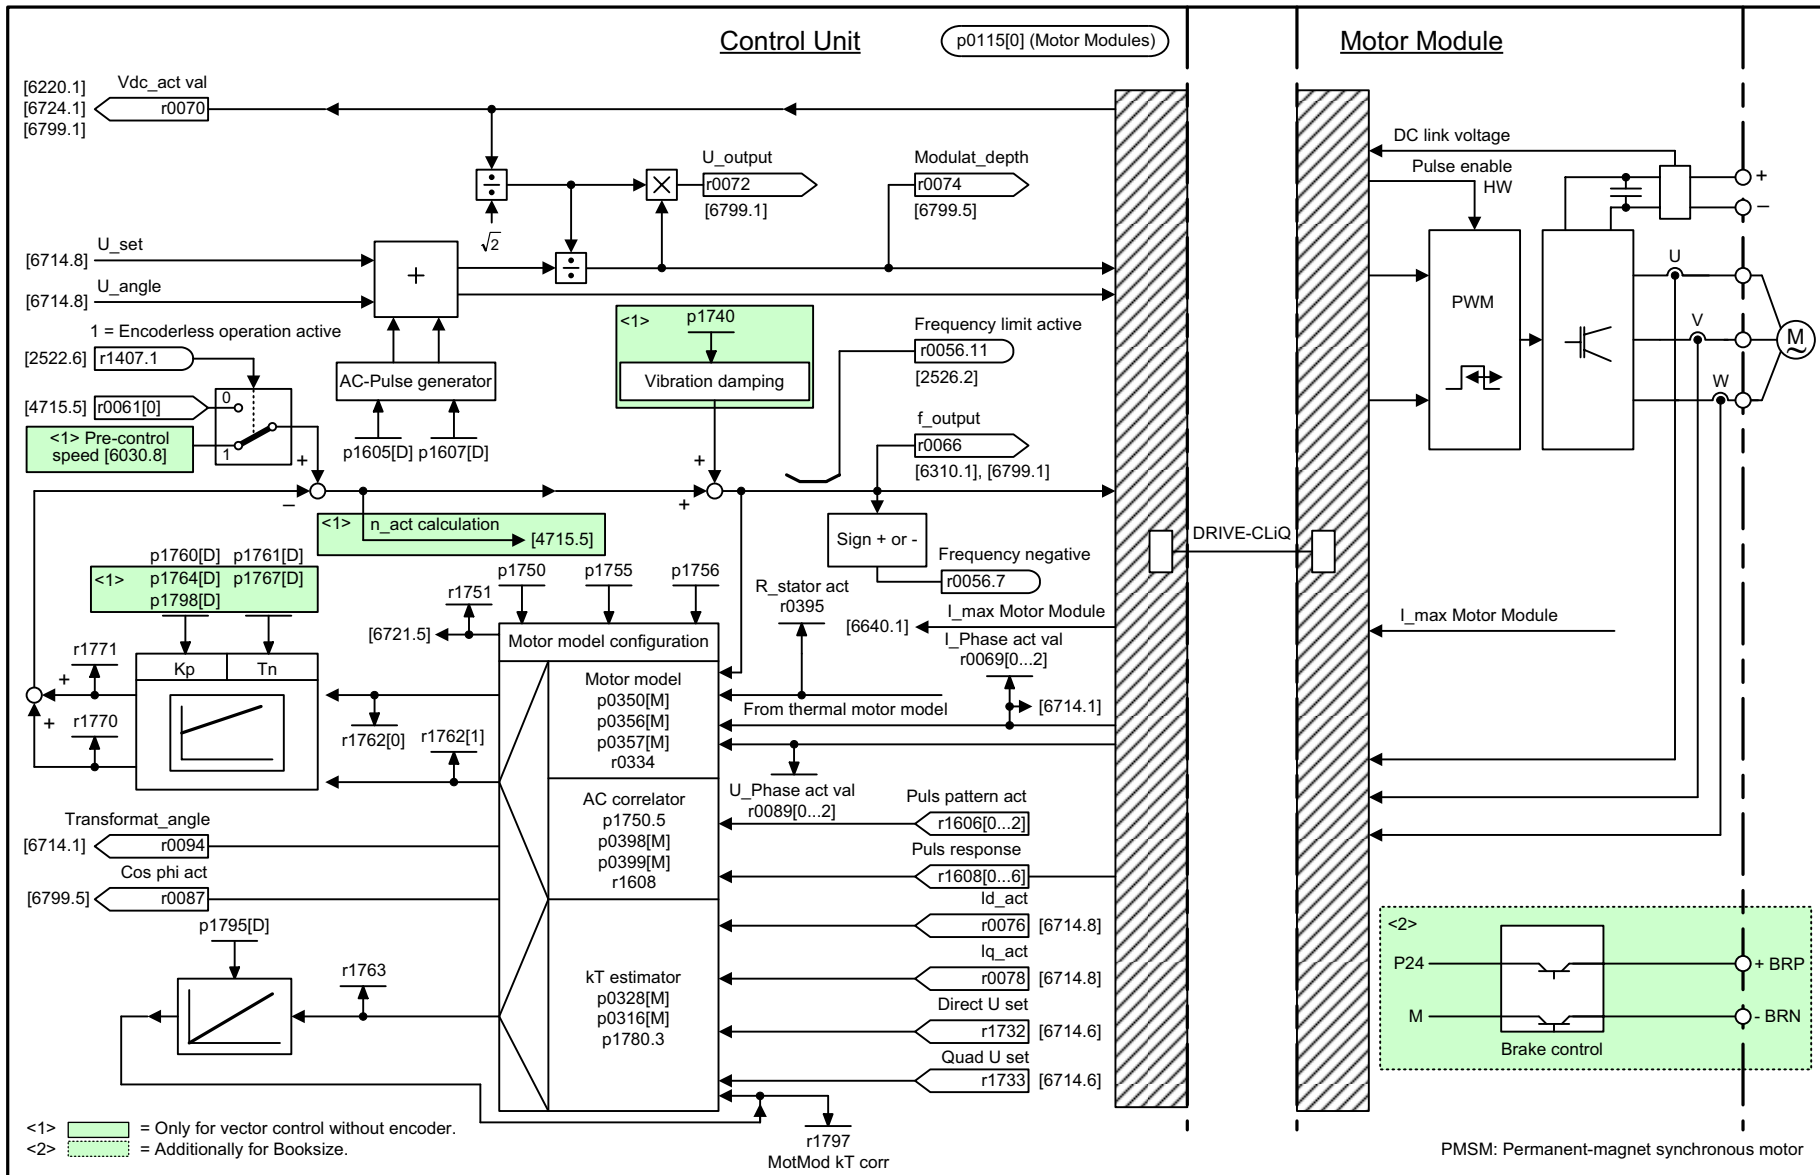 Control Unit
p0115[0] (Motor Modules)
Motor Module
[6220.1]
[6724.1]
[6799.1]
Vdc_act val
r0070
÷
√2
×
U_output
r0072
[6799.1]
Modulat_depth
r0074
[6799.5]
DC link voltage
Pulse enable
HW
+
–
[6714.8]
U_set
[6714.8]
U_angle
+
÷
PWM
U
V
W
M
~
1 = Encoderless operation active
[2522.6]
r1407.1
[4715.5]
r0061[0]
0
1
<1> Pre-control
speed [6030.8]
AC-Pulse generator
p1605[D]
p1607[D]
<1>
p1740
Vibration damping
Frequency limit active
r0056.11
[2526.2]
f_output
r0066
[6310.1], [6799.1]
+
–
+
+
<1>
n_act calculation
[4715.5]
Sign + or -
Frequency negative
r0056.7
DRIVE-CLiQ
p1760[D]
p1761[D]
<1>
p1764[D]
p1767[D]
p1798[D]
Kp
Tn
r1771
+
+
r1770
r1762[0]
r1762[1]
r1751
[6721.5]
p1750
p1755
p1756
Motor model configuration
Motor model
p0350[M]
p0356[M]
p0357[M]
r0334
AC correlator
p1750.5
p0398[M]
p0399[M]
r1608
kT estimator
p0328[M]
p0316[M]
p1780.3
R_stator act
r0395
I_max Motor Module
[6640.1]
I_Phase act val
r0069[0...2]
From thermal motor model
[6714.1]
U_Phase act val
r0089[0...2]
I_max Motor Module
Puls pattern act
r1606[0...2]
Puls response
r1608[0...6]
Id_act
r0076
[6714.8]
Iq_act
r0078
[6714.8]
Direct U set
r1732
[6714.6]
Quad U set
r1733
[6714.6]
r1797
MotMod kT corr
Transformat_angle
[6714.1]
r0094
Cos phi act
[6799.5]
r0087
p1795[D]
r1763
<2>
P24
M
+ BRP
- BRN
Brake control
<1>
= Only for vector control without encoder.
<2>
= Additionally for Booksize.
PMSM: Permanent-magnet synchronous motor